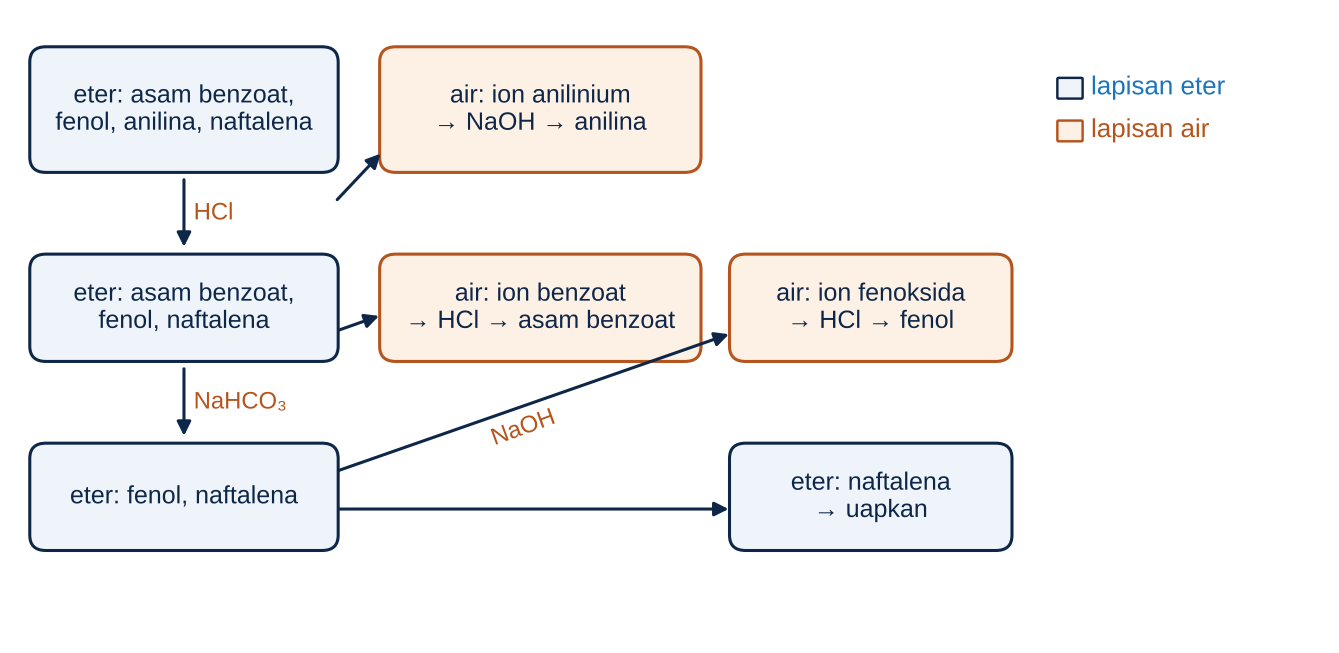 eter: asam benzoat,
fenol, anilina, naftalena
air: ion anilinium
→ NaOH → anilina
lapisan eter
lapisan air
HCl
eter: asam benzoat,
fenol, naftalena
air: ion benzoat
→ HCl → asam benzoat
air: ion fenoksida
→ HCl → fenol
NaHCO₃
NaOH
eter: fenol, naftalena
eter: naftalena
→ uapkan